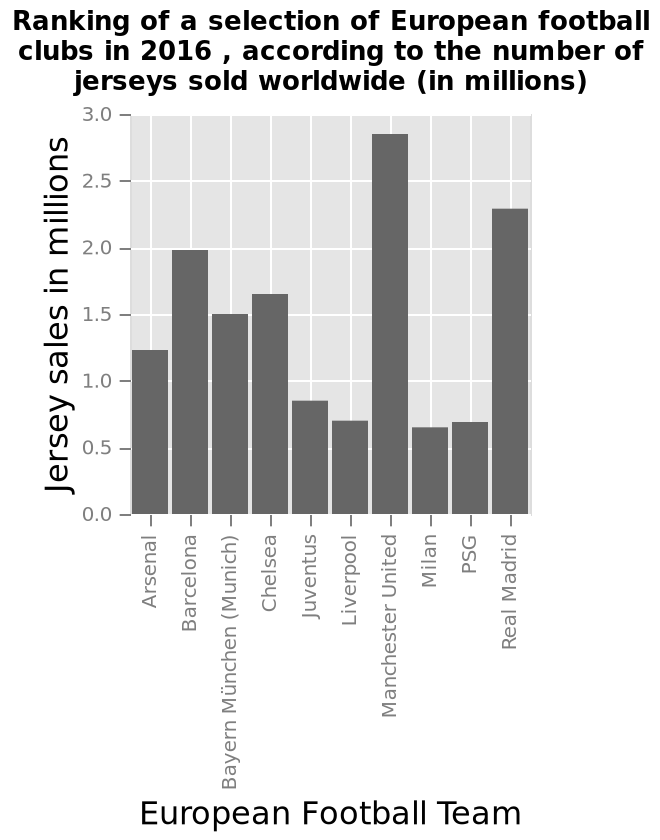 Ranking of a selection of European football
clubs in 2016 , according to the number of
jerseys sold worldwide (in millions)
Jersey sales in millions
3.0
2.5
2.0
1.5
1.0
0.5
0.0
Arsenal
Barcelona
Bayern München (Munich)
Chelsea
Juventus
Liverpool
Manchester United
Milan
PSG
Real Madrid
European Football Team